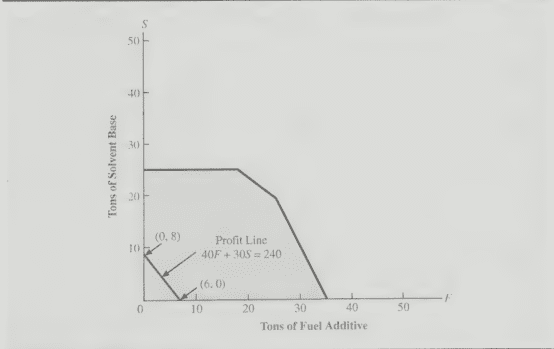 S
50
40
30
20
10
Tons of Solvent Base
(0, 8)
Profit Line
40F + 30S = 240
(6, 0)
0
10
20
30
40
50
F
Tons of Fuel Additive